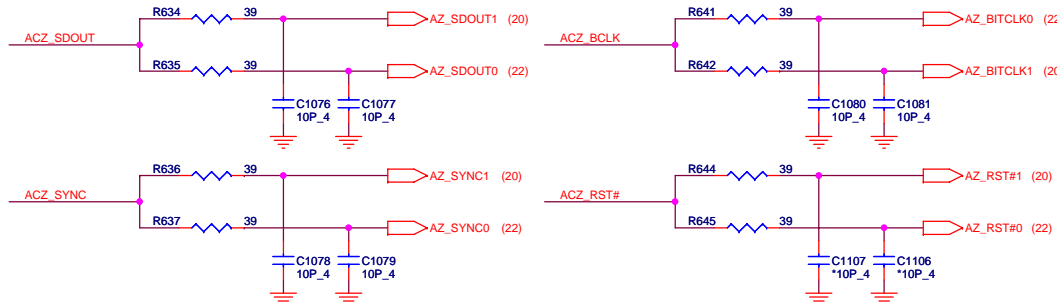 R634 39 AZ_SDOUT1 (20)
ACZ_SDOUT
R635 39 AZ_SDOUT0 (22)
C1076
10P_4
C1077
10P_4
R641 39 AZ_BITCLK0 (22
ACZ_BCLK
R642 39 AZ_BITCLK1 (20
C1080
10P_4
C1081
10P_4
R636 39 AZ_SYNC1 (20)
ACZ_SYNC
R637 39 AZ_SYNC0 (22)
C1078
10P_4
C1079
10P_4
R644 39 AZ_RST#1 (20)
ACZ_RST#
R645 39 AZ_RST#0 (22)
C1107
*10P_4
C1106
*10P_4